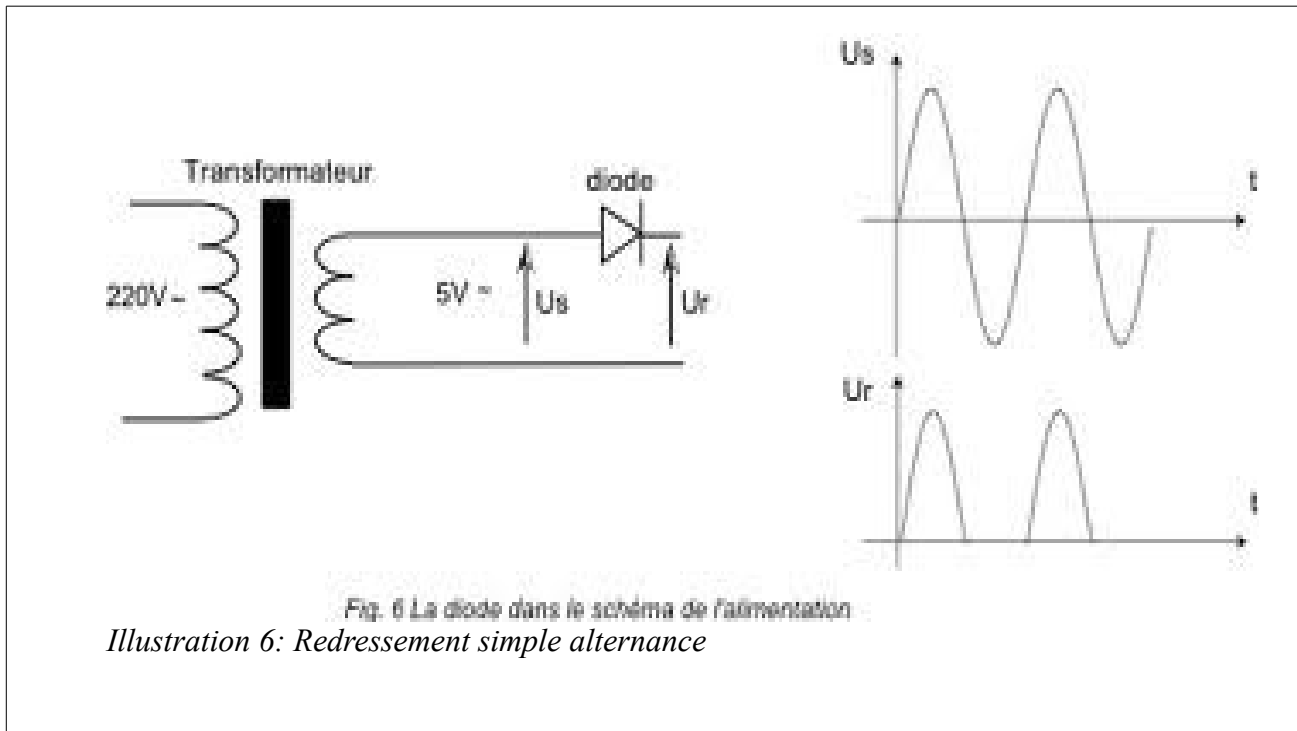 Us
Transformateur
diode
t
220V~
5V ~
Us
Ur
Ur
t
Fig. 6 La diode dans le schéma de l'alimentation
Illustration 6: Redressement simple alternance